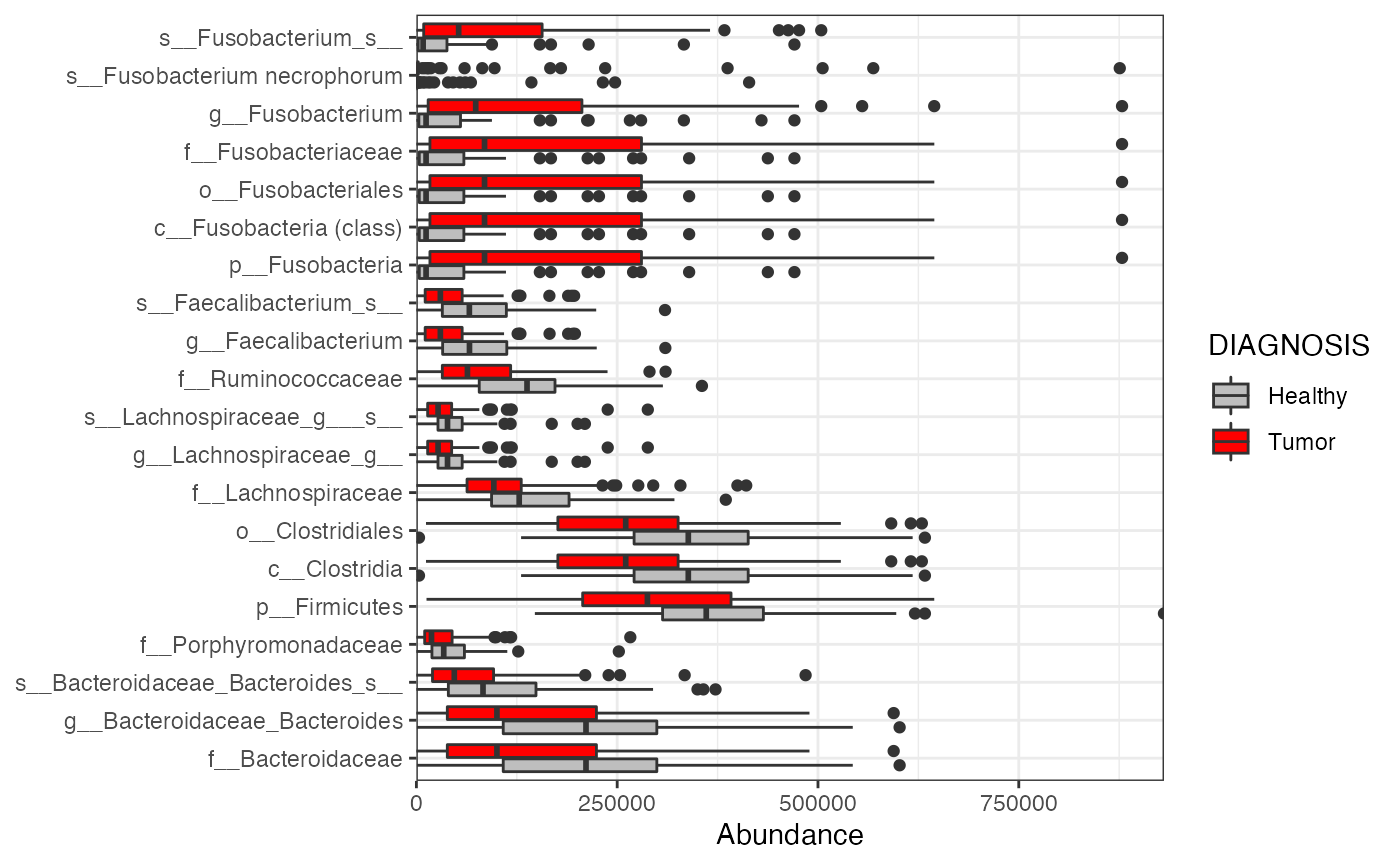 s__Fusobacterium_s__
s__Fusobacterium necrophorum
g__Fusobacterium
f__Fusobacteriaceae
o__Fusobacteriales
c__Fusobacteria (class)
p__Fusobacteria
s__Faecalibacterium_s__
g__Faecalibacterium
f__Ruminococcaceae
s__Lachnospiraceae_g___s__
g__Lachnospiraceae_g__
f__Lachnospiraceae
o__Clostridiales
c__Clostridia
p__Firmicutes
f__Porphyromonadaceae
s__Bacteroidaceae_Bacteroides_s__
g__Bacteroidaceae_Bacteroides
f__Bacteroidaceae
0 250000 500000 750000
Abundance
DIAGNOSIS
Healthy
Tumor